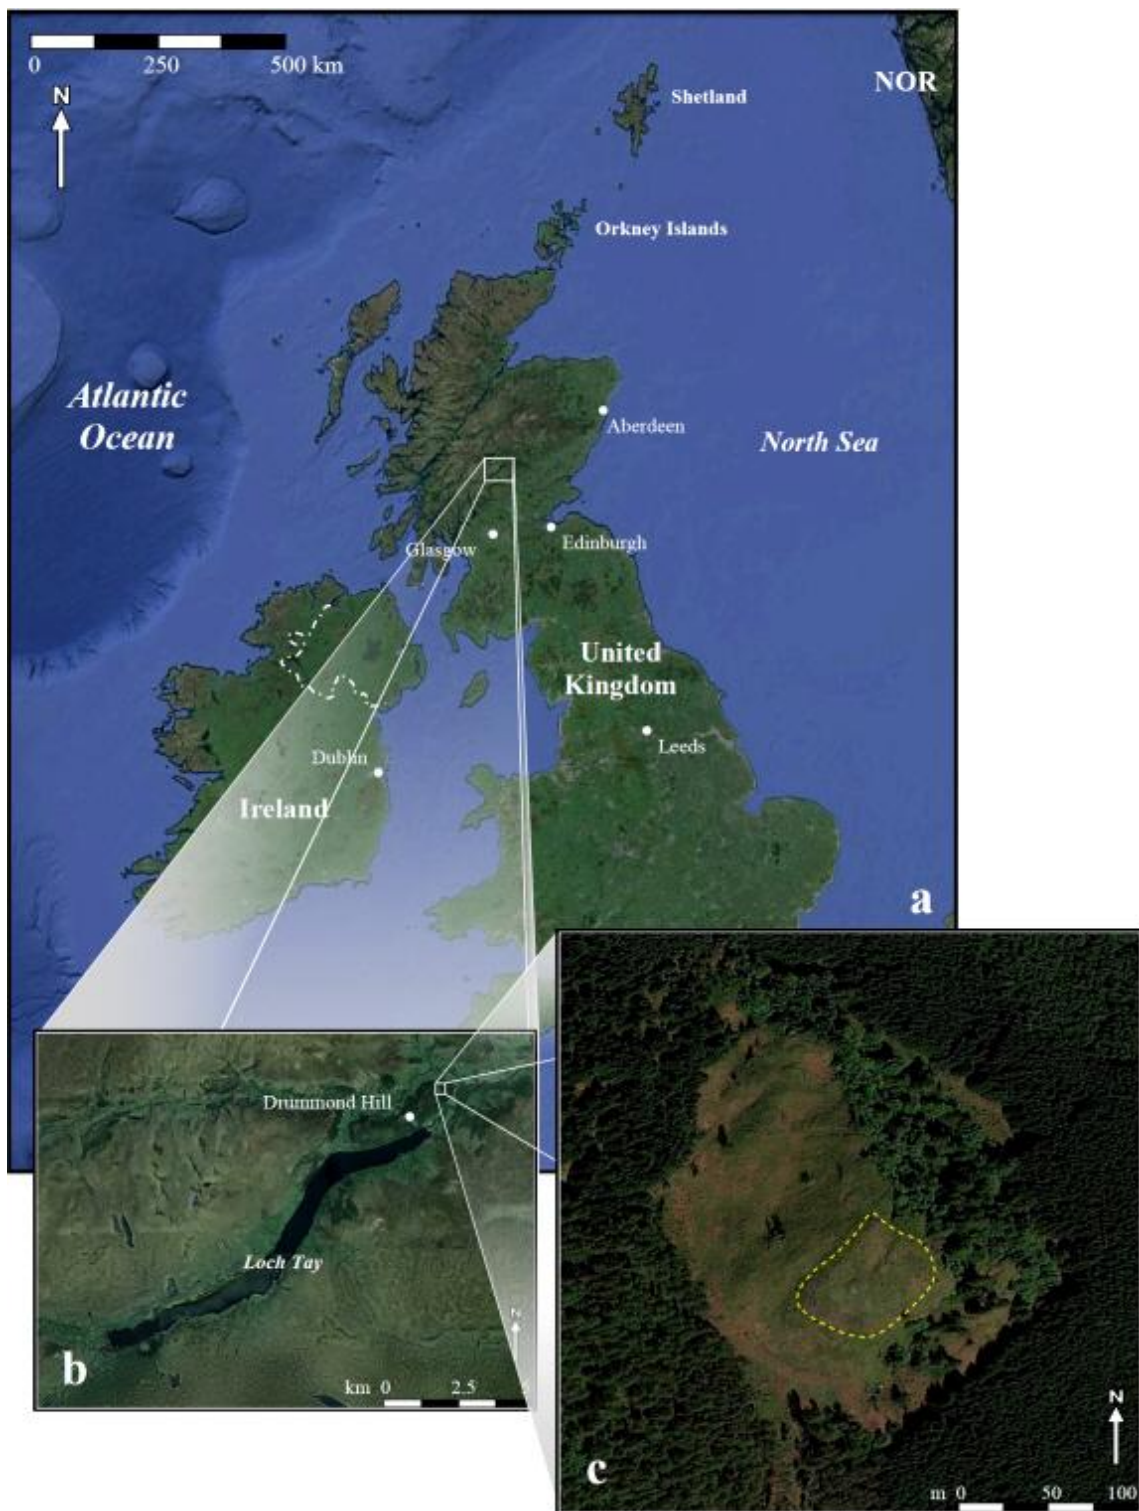 0 250 500 km
N
NOR
Shetland
Orkney Islands
Atlantic
Ocean
Aberdeen
North Sea
Glasgow
Edinburgh
United
Kingdom
Leeds
Dublin
Ireland
a
Drummond Hill
Loch Tay
N
b
km 0 2.5
N
c
m 0 50 100